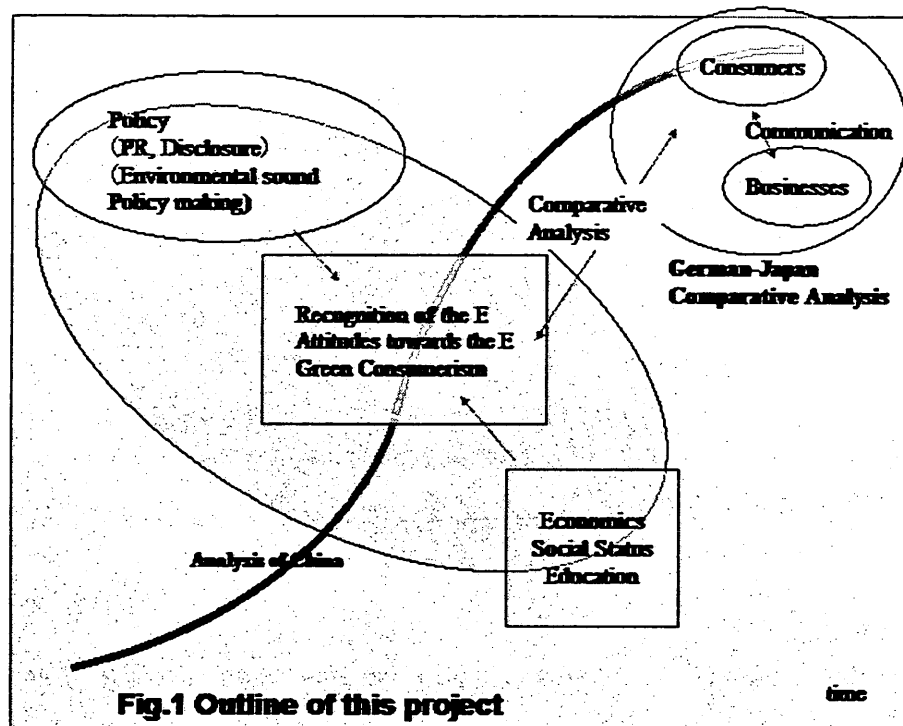 Consumers
Policy
(PR, Disclosure)
(Environmental sound
Policy making)
Communication
Businesses
Comparative
Analysis
German-Japan
Comparative Analysis
Recognition of the E
Attitudes towards the E
Green Consumerism
Economics
Social Status
Education
Analysis of China
Fig.1 Outline of this project
time